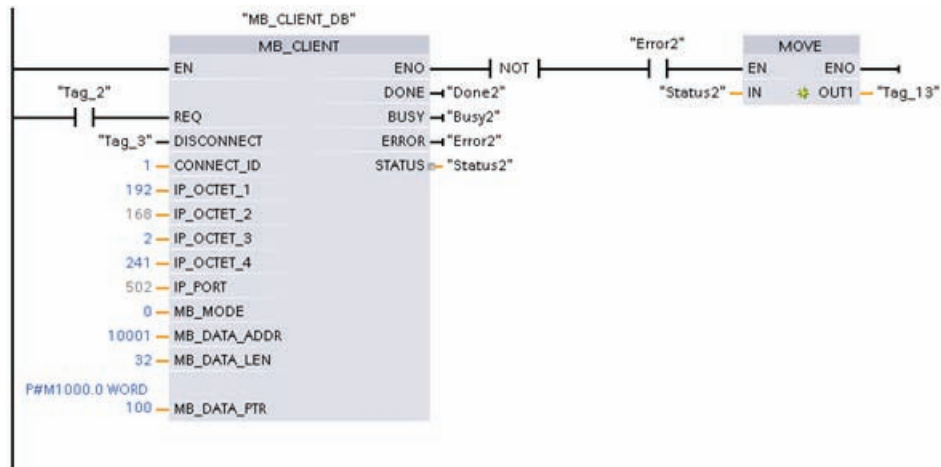 "MB_CLIENT_DB"
MB_CLIENT
"Error2"
MOVE
EN ENO NOT EN ENO
"Tag_2" DONE "Done2" "Status2" IN OUT1 "Tag_13"
REQ BUSY "Busy2"
"Tag_3" DISCONNECT ERROR "Error2"
1 CONNECT_ID STATUS "Status2"
192 IP_OCTET_1
168 IP_OCTET_2
2 IP_OCTET_3
241 IP_OCTET_4
502 IP_PORT
0 MB_MODE
10001 MB_DATA_ADDR
32 MB_DATA_LEN
P#M1000.0 WORD
100 MB_DATA_PTR